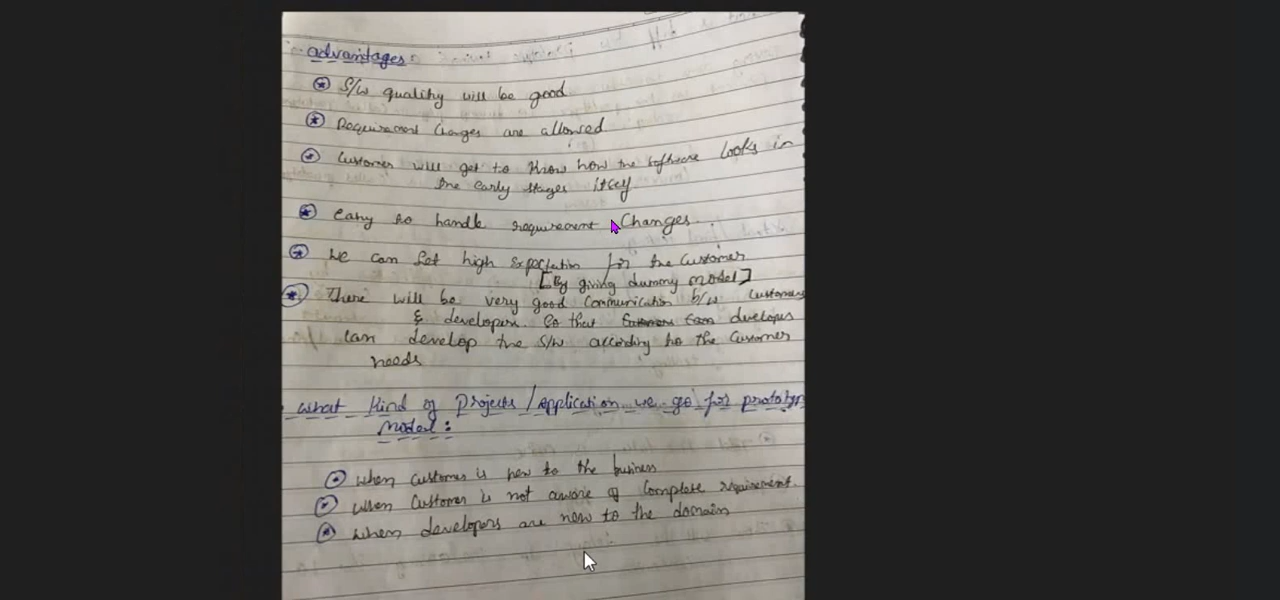 advantages:
S/W quality will be good
Requirement changes are allowed
Customer will get to know how the software looks in
the early stages itself
easy to handle requirement Changes.
we can set high expectation for the customer
[By giving dummy model]
There will be very good communication b/w customers
& developers. So that developers
can develop the S/W according to the customer
needs
what kind of projects/application we go for prototype
model:
when customer is new to the business
when customer is not aware of complete requirement
when developers are new to the domain